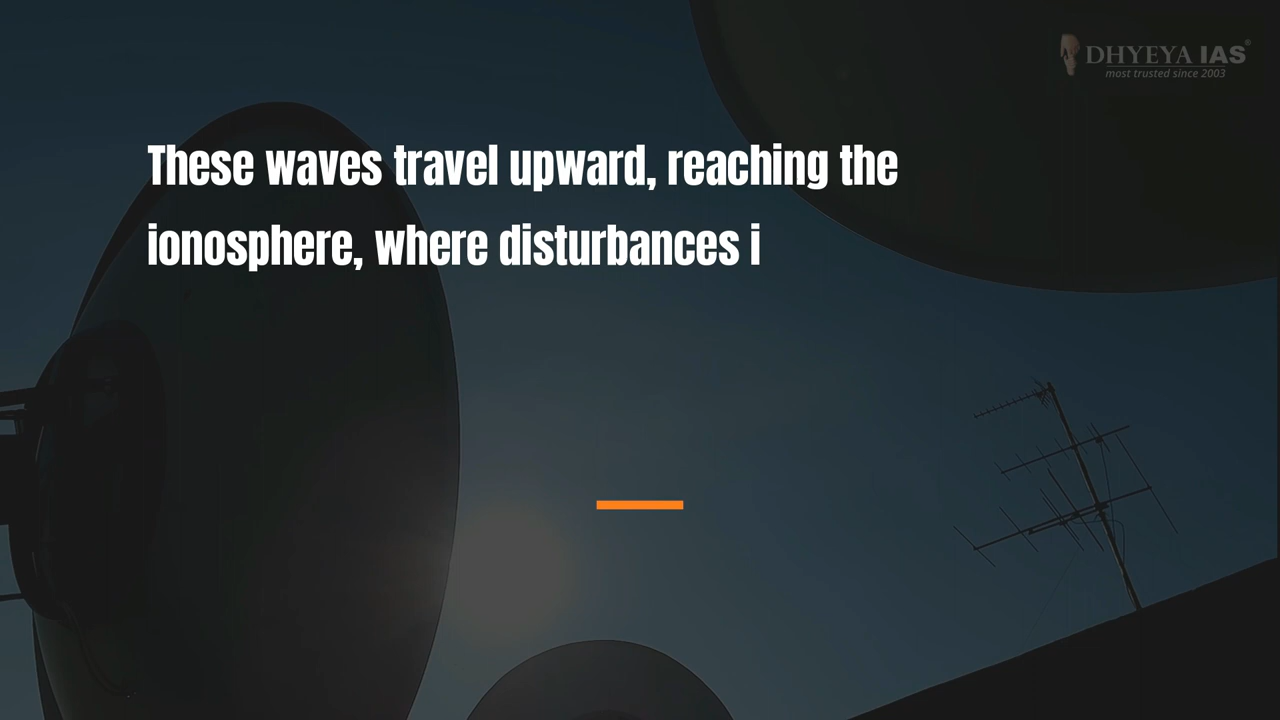 DHYEYA IAS®
most trusted since 2003
These waves travel upward, reaching the
ionosphere, where disturbances i